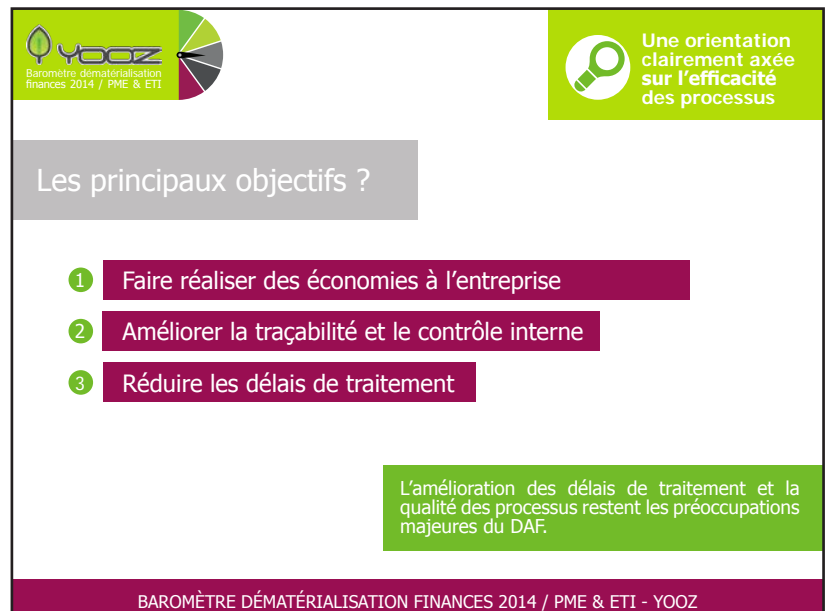 YOOZ
Baromètre dématérialisation
finances 2014 / PME & ETI
Une orientation
clairement axée
sur l'efficacité
des processus
Les principaux objectifs ?
1 Faire réaliser des économies à l'entreprise
2 Améliorer la traçabilité et le contrôle interne
3 Réduire les délais de traitement
L'amélioration des délais de traitement et la
qualité des processus restent les préoccupations
majeures du DAF.
BAROMÈTRE DÉMATÉRIALISATION FINANCES 2014 / PME & ETI - YOOZ